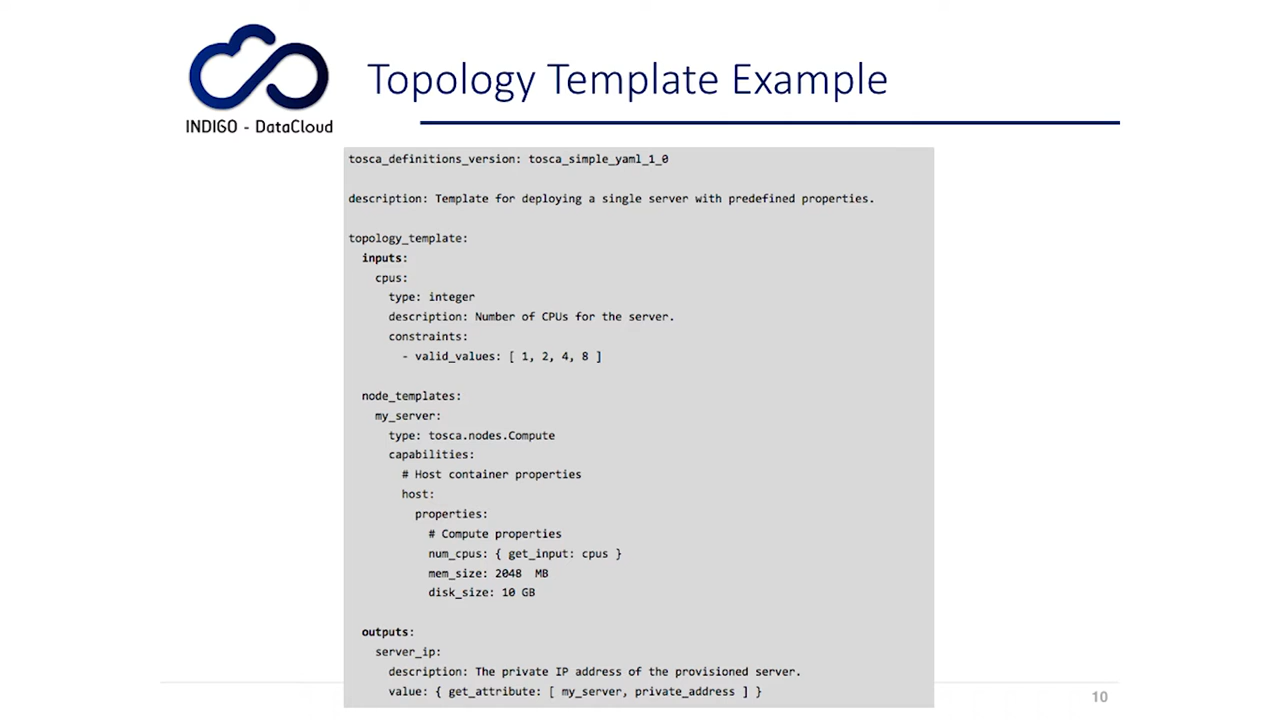 INDIGO - DataCloud
Topology Template Example
tosca_definitions_version: tosca_simple_yaml_1_0
description: Template for deploying a single server with predefined properties.
topology_template:
  inputs:
    cpus:
      type: integer
      description: Number of CPUs for the server.
      constraints:
        - valid_values: [ 1, 2, 4, 8 ]
  node_templates:
    my_server:
      type: tosca.nodes.Compute
      capabilities:
        # Host container properties
        host:
          properties:
            # Compute properties
            num_cpus: { get_input: cpus }
            mem_size: 2048  MB
            disk_size: 10 GB
  outputs:
    server_ip:
      description: The private IP address of the provisioned server.
      value: { get_attribute: [ my_server, private_address ] }
10